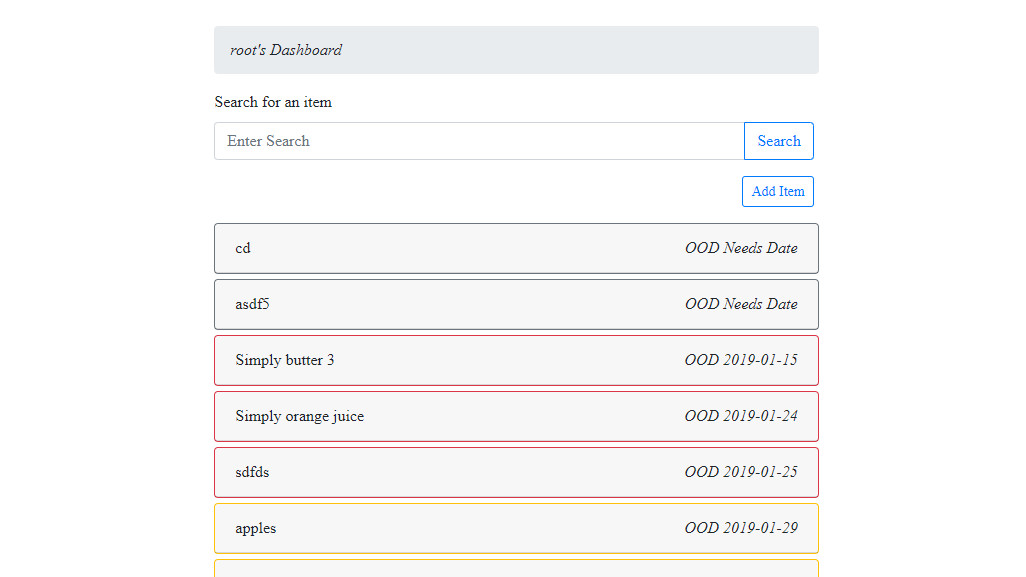 root's Dashboard
Search for an item
Enter Search Search
Add Item
cd OOD Needs Date
asdf5 OOD Needs Date
Simply butter 3 OOD 2019-01-15
Simply orange juice OOD 2019-01-24
sdfds OOD 2019-01-25
apples OOD 2019-01-29